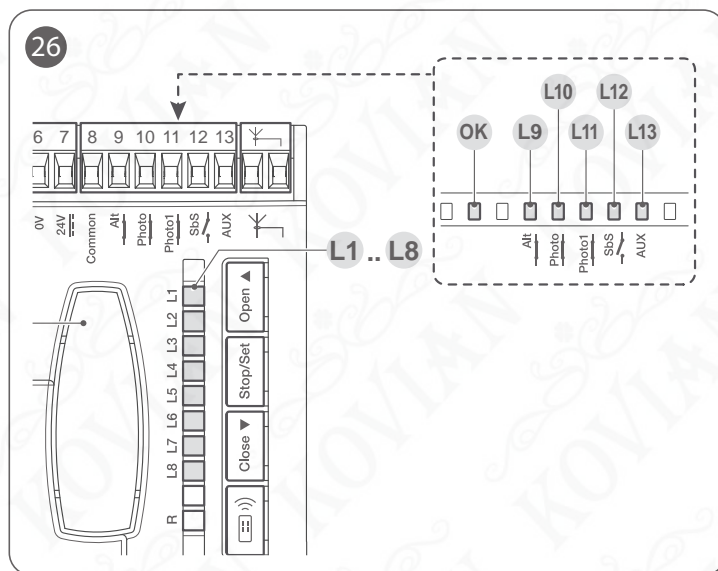 26
6 7 8 9 10 11 12 13
0V
24V
Common
Alt
Photo
Photo1
SbS
AUX
L1 .. L8
L1
L2
L3
L4
L5
L6
L7
L8
R
Open ▲
Stop/Set
Close ▼
OK
L9
L10
L11
L12
L13
Alt
Photo
Photo1
SbS
AUX
KOVIAN